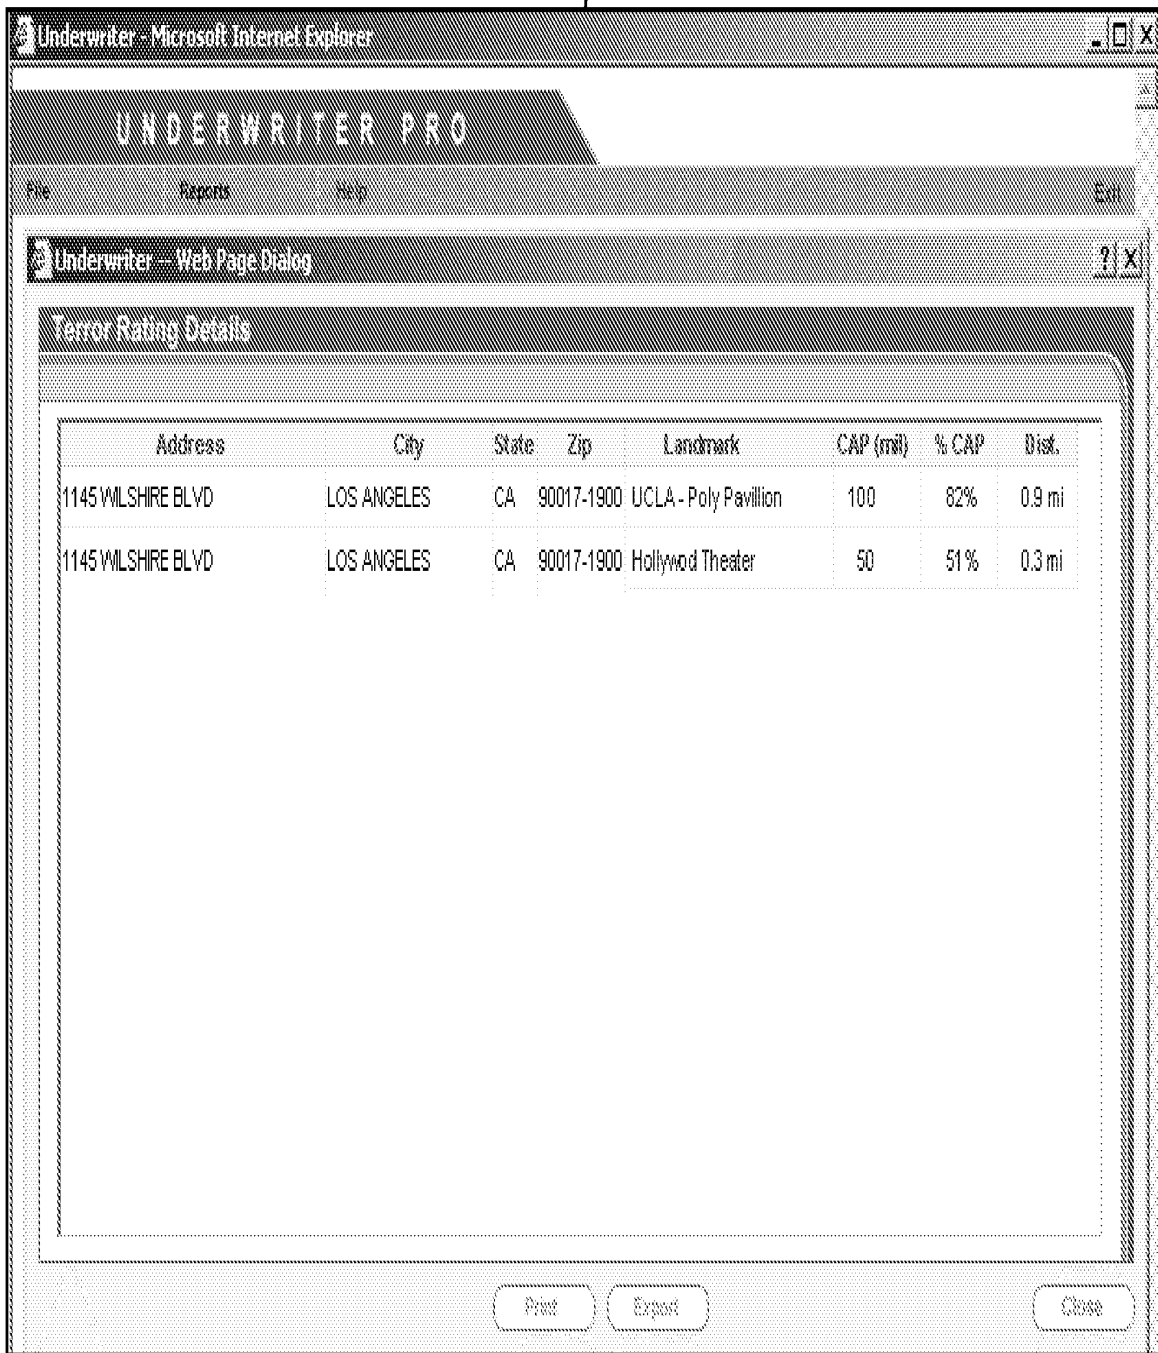 Underwriter - Microsoft Internet Explorer
UNDERWRITER PRO
File Reports Help Exit
Underwriter -- Web Page Dialog
Terror Rating Details
Address City State Zip Landmark CAP (mil) % CAP Dist.
1145 WILSHIRE BLVD LOS ANGELES CA 90017-1900 UCLA - Poly Pavillion 100 82% 0.9 mi
1145 WILSHIRE BLVD LOS ANGELES CA 90017-1900 Hollywod Theater 50 51% 0.3 mi
Print Export Close